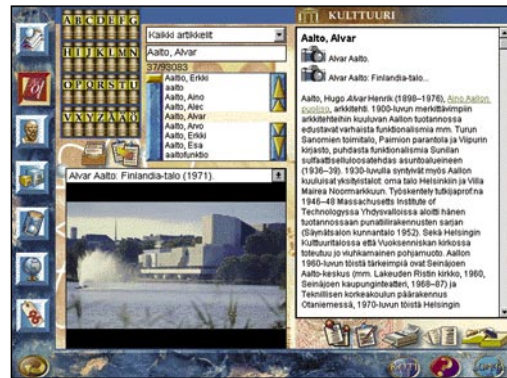 ABCDEFG
HIJKLMN
OPQRSTU
VXYZÅÄÖ
Kaikki artikkelit
Aalto, Alvar
37/93083
Aaltio, Erkki
aalto
Aalto, Aino
Aalto, Alec
Aalto, Alvar
Aalto, Arvo
Aalto, Erkki
Aalto, Esa
aaltofunktio
Alvar Aalto: Finlandia-talo (1971).
KULTTUURI
Aalto, Alvar
Alvar Aalto.
Alvar Aalto: Finlandia-talo...
Aalto, Hugo Alvar Henrik (1898–1976), Aino Aallon
puoliso, arkkitehti. 1900-luvun merkittävimpiin
arkkitehteihin kuuluvan Aallon tuotannossa
edustavat varhaista funktionalismia mm. Turun
Sanomien toimitalo, Paimion parantola ja Viipurin
kirjasto, puhdasta funktionalismia Sunilan
sulfaattiselluloosatehdas asuntoalueineen
(1936–39). 1930-luvulla syntyivät myös Aallon
kuuluisat yksityistalot: oma talo Helsinkiin ja Villa
Mairea Noormarkkuun. Työskentely tutkijaprof:na
1946–48 Massachusetts Institute of
Technologyssa Yhdysvalloissa aloitti hänen
tuotannossaan punatiilirakennusten sarjan
(Säynätsalon kunnantalo 1952). Sekä Helsingin
Kulttuuritalossa että Vuoksenniskan kirkossa
toteutuu jo viuhkamainen pohjamuoto. Aallon
1960-luvun töistä tärkeimpiä ovat Seinäjoen
Aalto-keskus (mm. Lakeuden Ristin kirkko, 1960,
Seinäjoen kaupunginteatteri, 1968–87) ja
Teknillisen korkeakoulun päärakennus
Otaniemessä, 1970-luvun töistä Helsingin